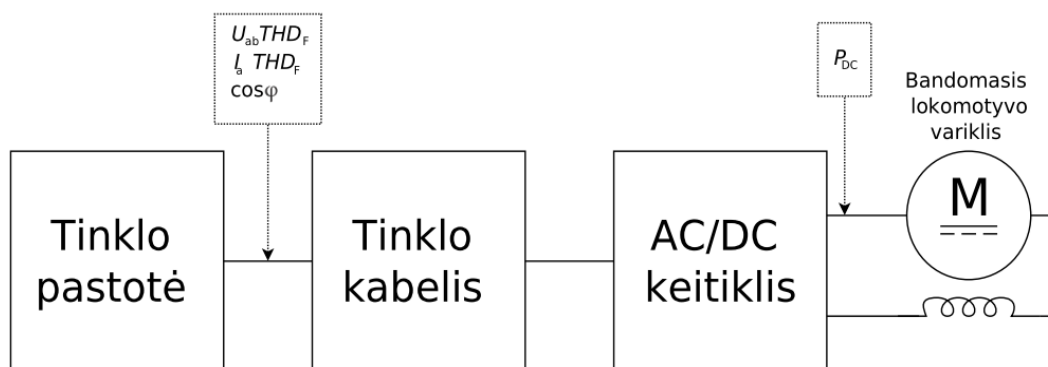 U_ab THD_F
I_a THD_F
cosφ
P_DC
Bandomasis
lokomotyvo
variklis
Tinklo
pastotė
Tinklo
kabelis
AC/DC
keitiklis
M